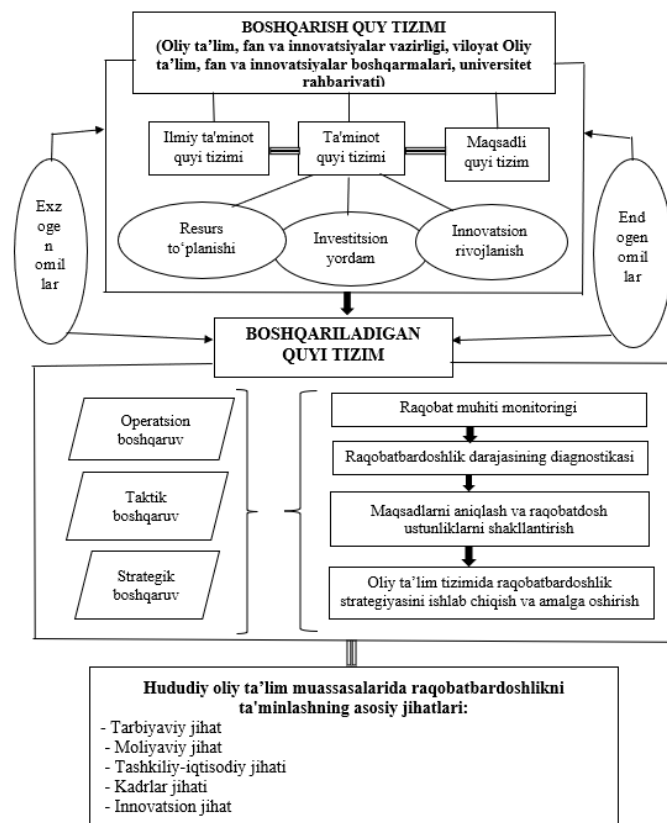 BOSHQARISH QUY TIZIMI
(Oliy ta’lim, fan va innovatsiyalar vazirligi, viloyat Oliy
ta’lim, fan va innovatsiyalar boshqarmalari, universitet
rahbariyati)
Ilmiy ta'minot
quyi tizimi
Ta'minot
quyi tizimi
Maqsadli
quyi tizim
Exz
oge
n
omil
lar
Resurs
to‘planishi
Investitsion
yordam
Innovatsion
rivojlanish
End
ogen
omil
lar
BOSHQARILADIGAN
QUYI TIZIM
Operatsion
boshqaruv
Taktik
boshqaruv
Strategik
boshqaruv
Raqobat muhiti monitoringi
Raqobatbardoshlik darajasining diagnostikasi
Maqsadlarni aniqlash va raqobatdosh
ustunliklarni shakllantirish
Oliy ta’lim tizimida raqobatbardoshlik
strategiyasini ishlab chiqish va amalga oshirish
Hududiy oliy ta’lim muassasalarida raqobatbardoshlikni
ta'minlashning asosiy jihatlari:
- Tarbiyaviy jihat
- Moliyaviy jihat
- Tashkiliy-iqtisodiy jihati
- Kadrlar jihati
- Innovatsion jihat